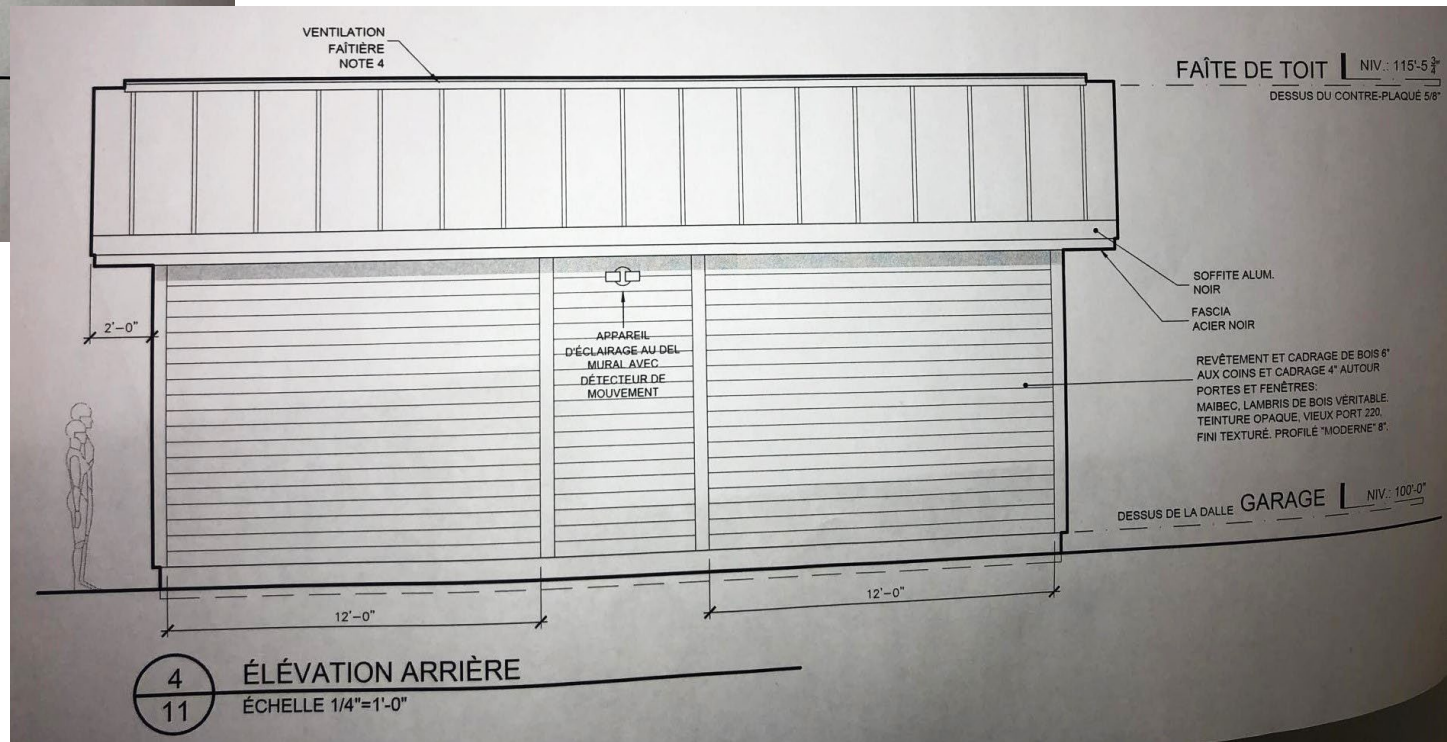 VENTILATION
FAÎTIÈRE
NOTE 4
FAÎTE DE TOIT NIV.: 115'-5 3/4"
DESSUS DU CONTRE-PLAQUÉ 5/8"
SOFFITE ALUM.
NOIR
FASCIA
ACIER NOIR
2'-0"
APPAREIL
D'ÉCLAIRAGE AU DEL
MURAL AVEC
DÉTECTEUR DE
MOUVEMENT
REVÊTEMENT ET CADRAGE DE BOIS 6"
AUX COINS ET CADRAGE 4" AUTOUR
PORTES ET FENÊTRES:
MAIBEC, LAMBRIS DE BOIS VÉRITABLE.
TEINTURE OPAQUE, VIEUX PORT 220,
FINI TEXTURÉ. PROFILÉ "MODERNE" 8".
DESSUS DE LA DALLE GARAGE NIV.: 100'-0"
12'-0"
12'-0"
4
11
ÉLÉVATION ARRIÈRE
ÉCHELLE 1/4"=1'-0"